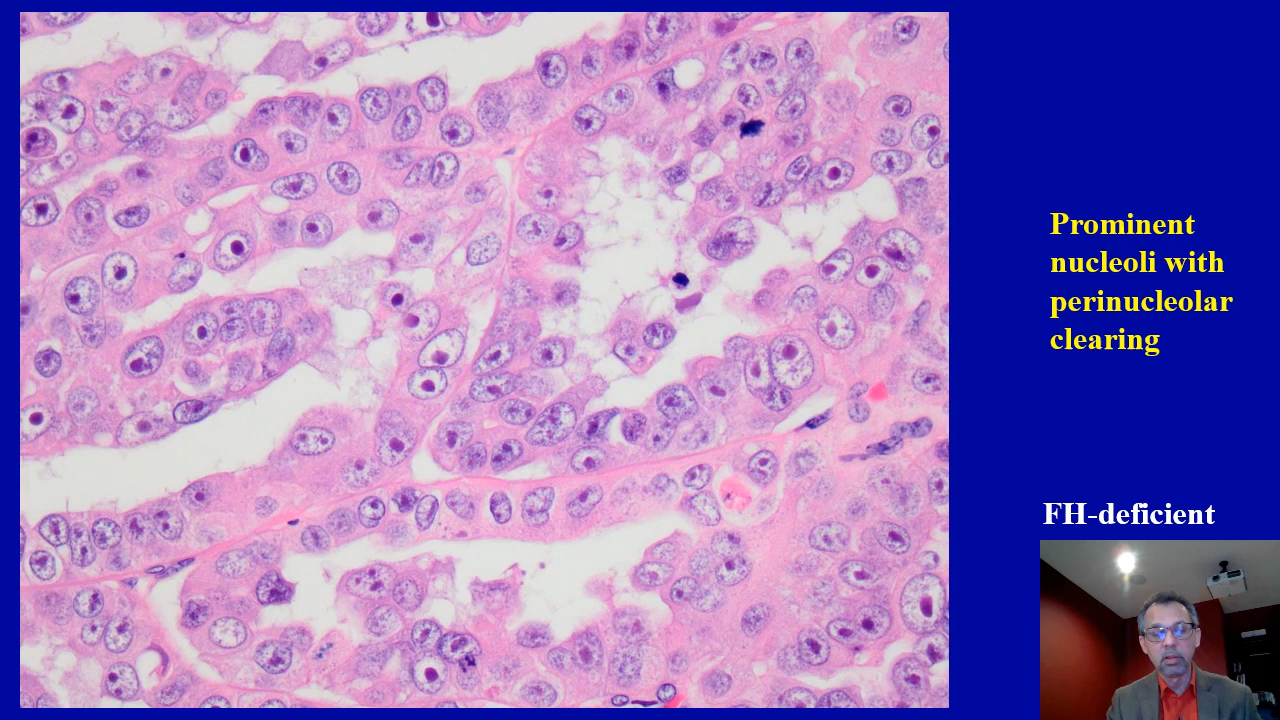 Prominent
nucleoli with
perinucleolar
clearing
FH-deficient